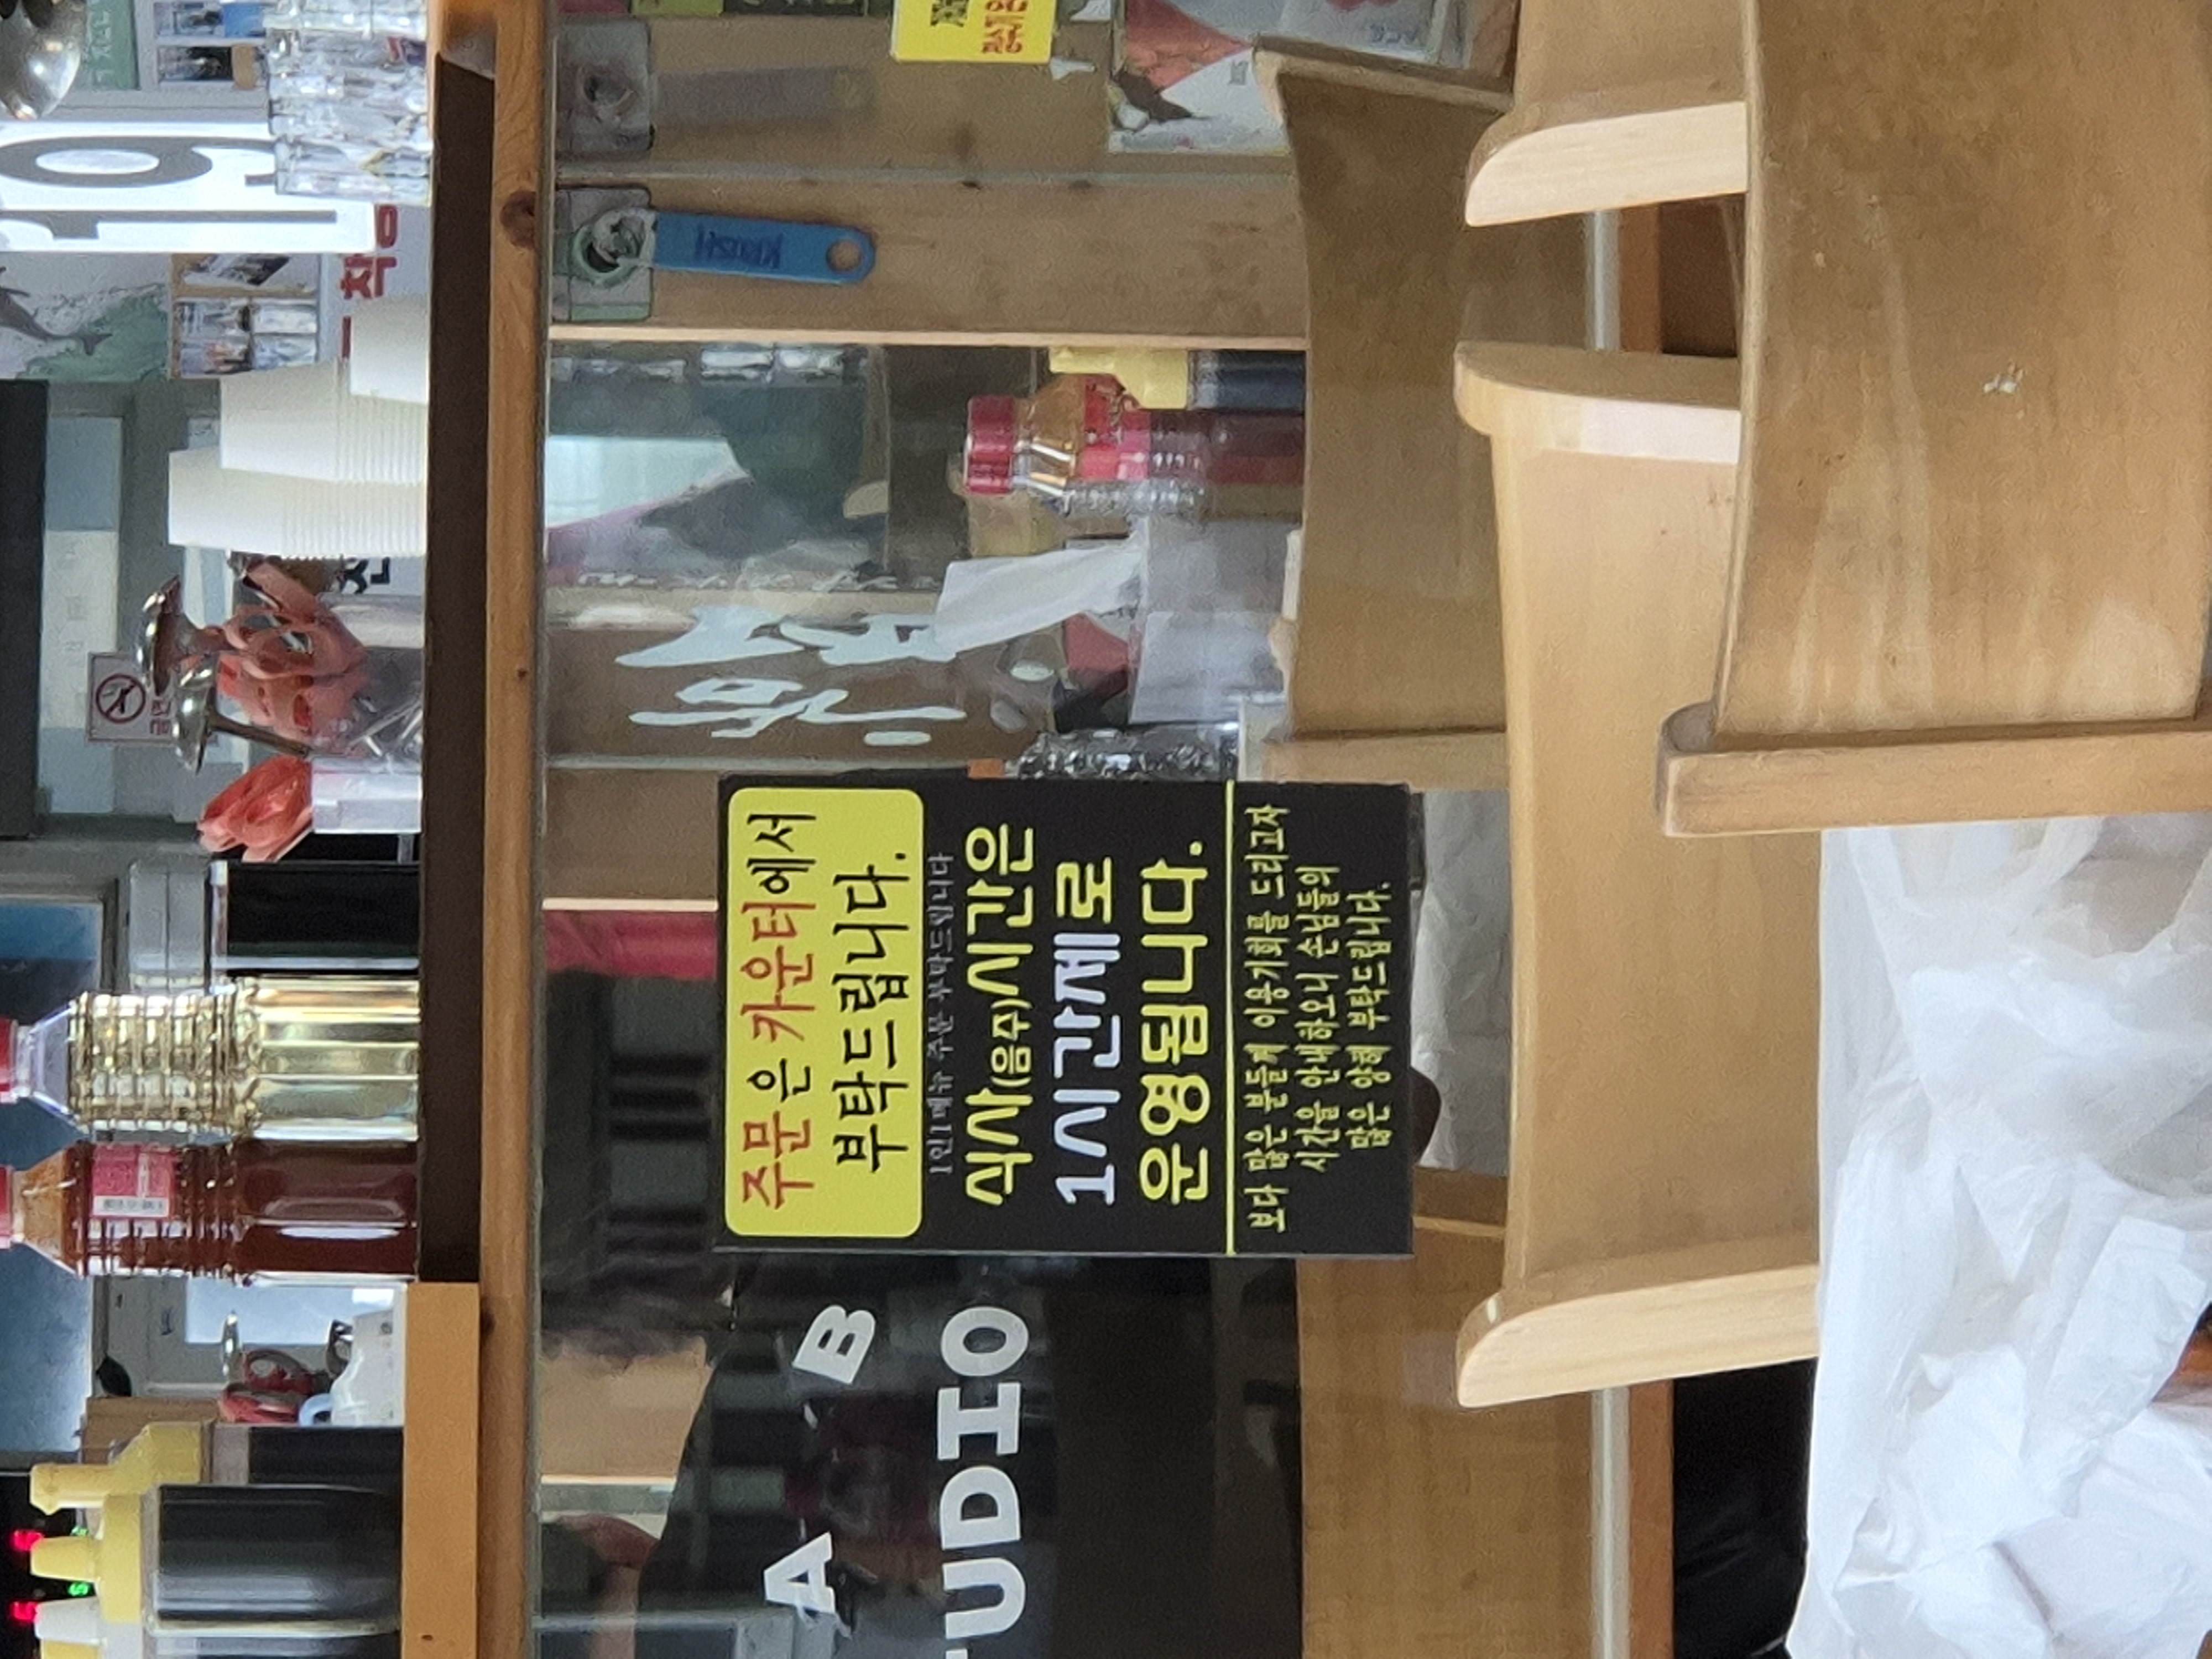 주문은 카운터에서
부탁드립니다.
1인1메뉴 주문 부탁드립니다
식사(음주)시간은
1시간제로
운영됩니다.
보다 많은 분들께 이용기회를 드리고자
시간을 안내하오니 손님들의
많은 양해 부탁드립니다.
A B
UDIO
19
금연